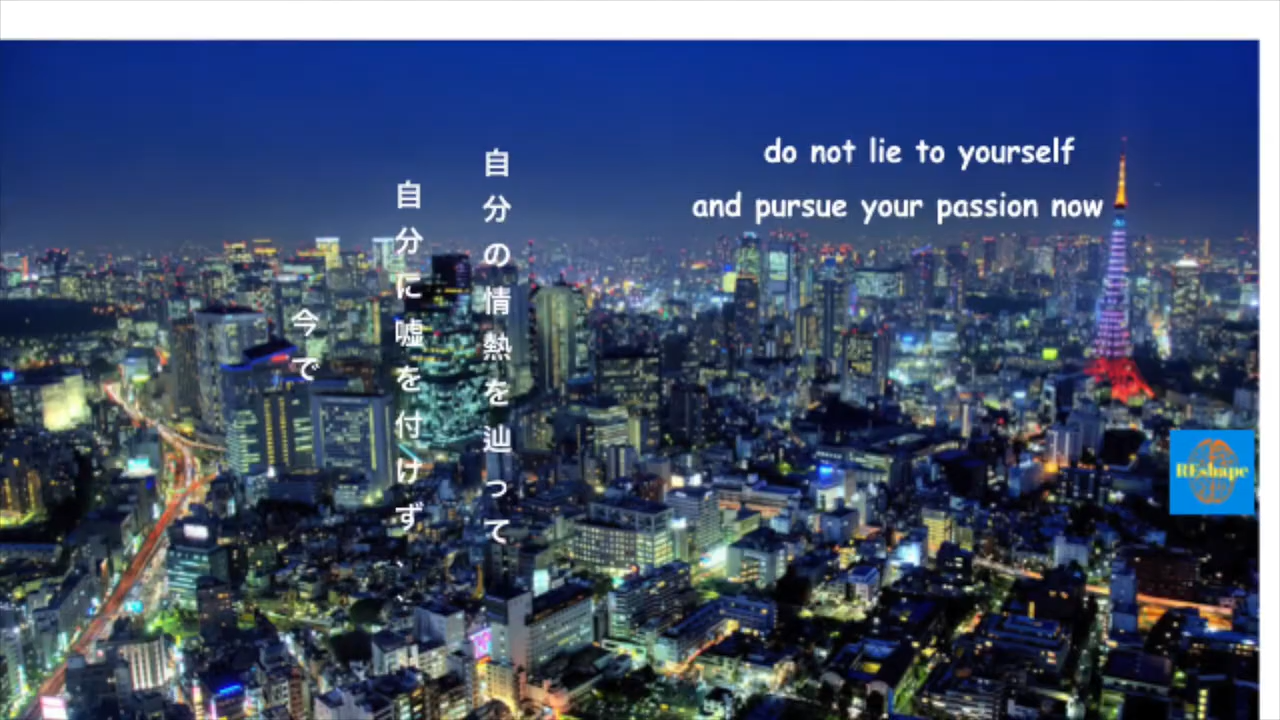 自分の情熱を辿って
自分に嘘を付けず、
今で
do not lie to yourself
and pursue your passion now
REshape